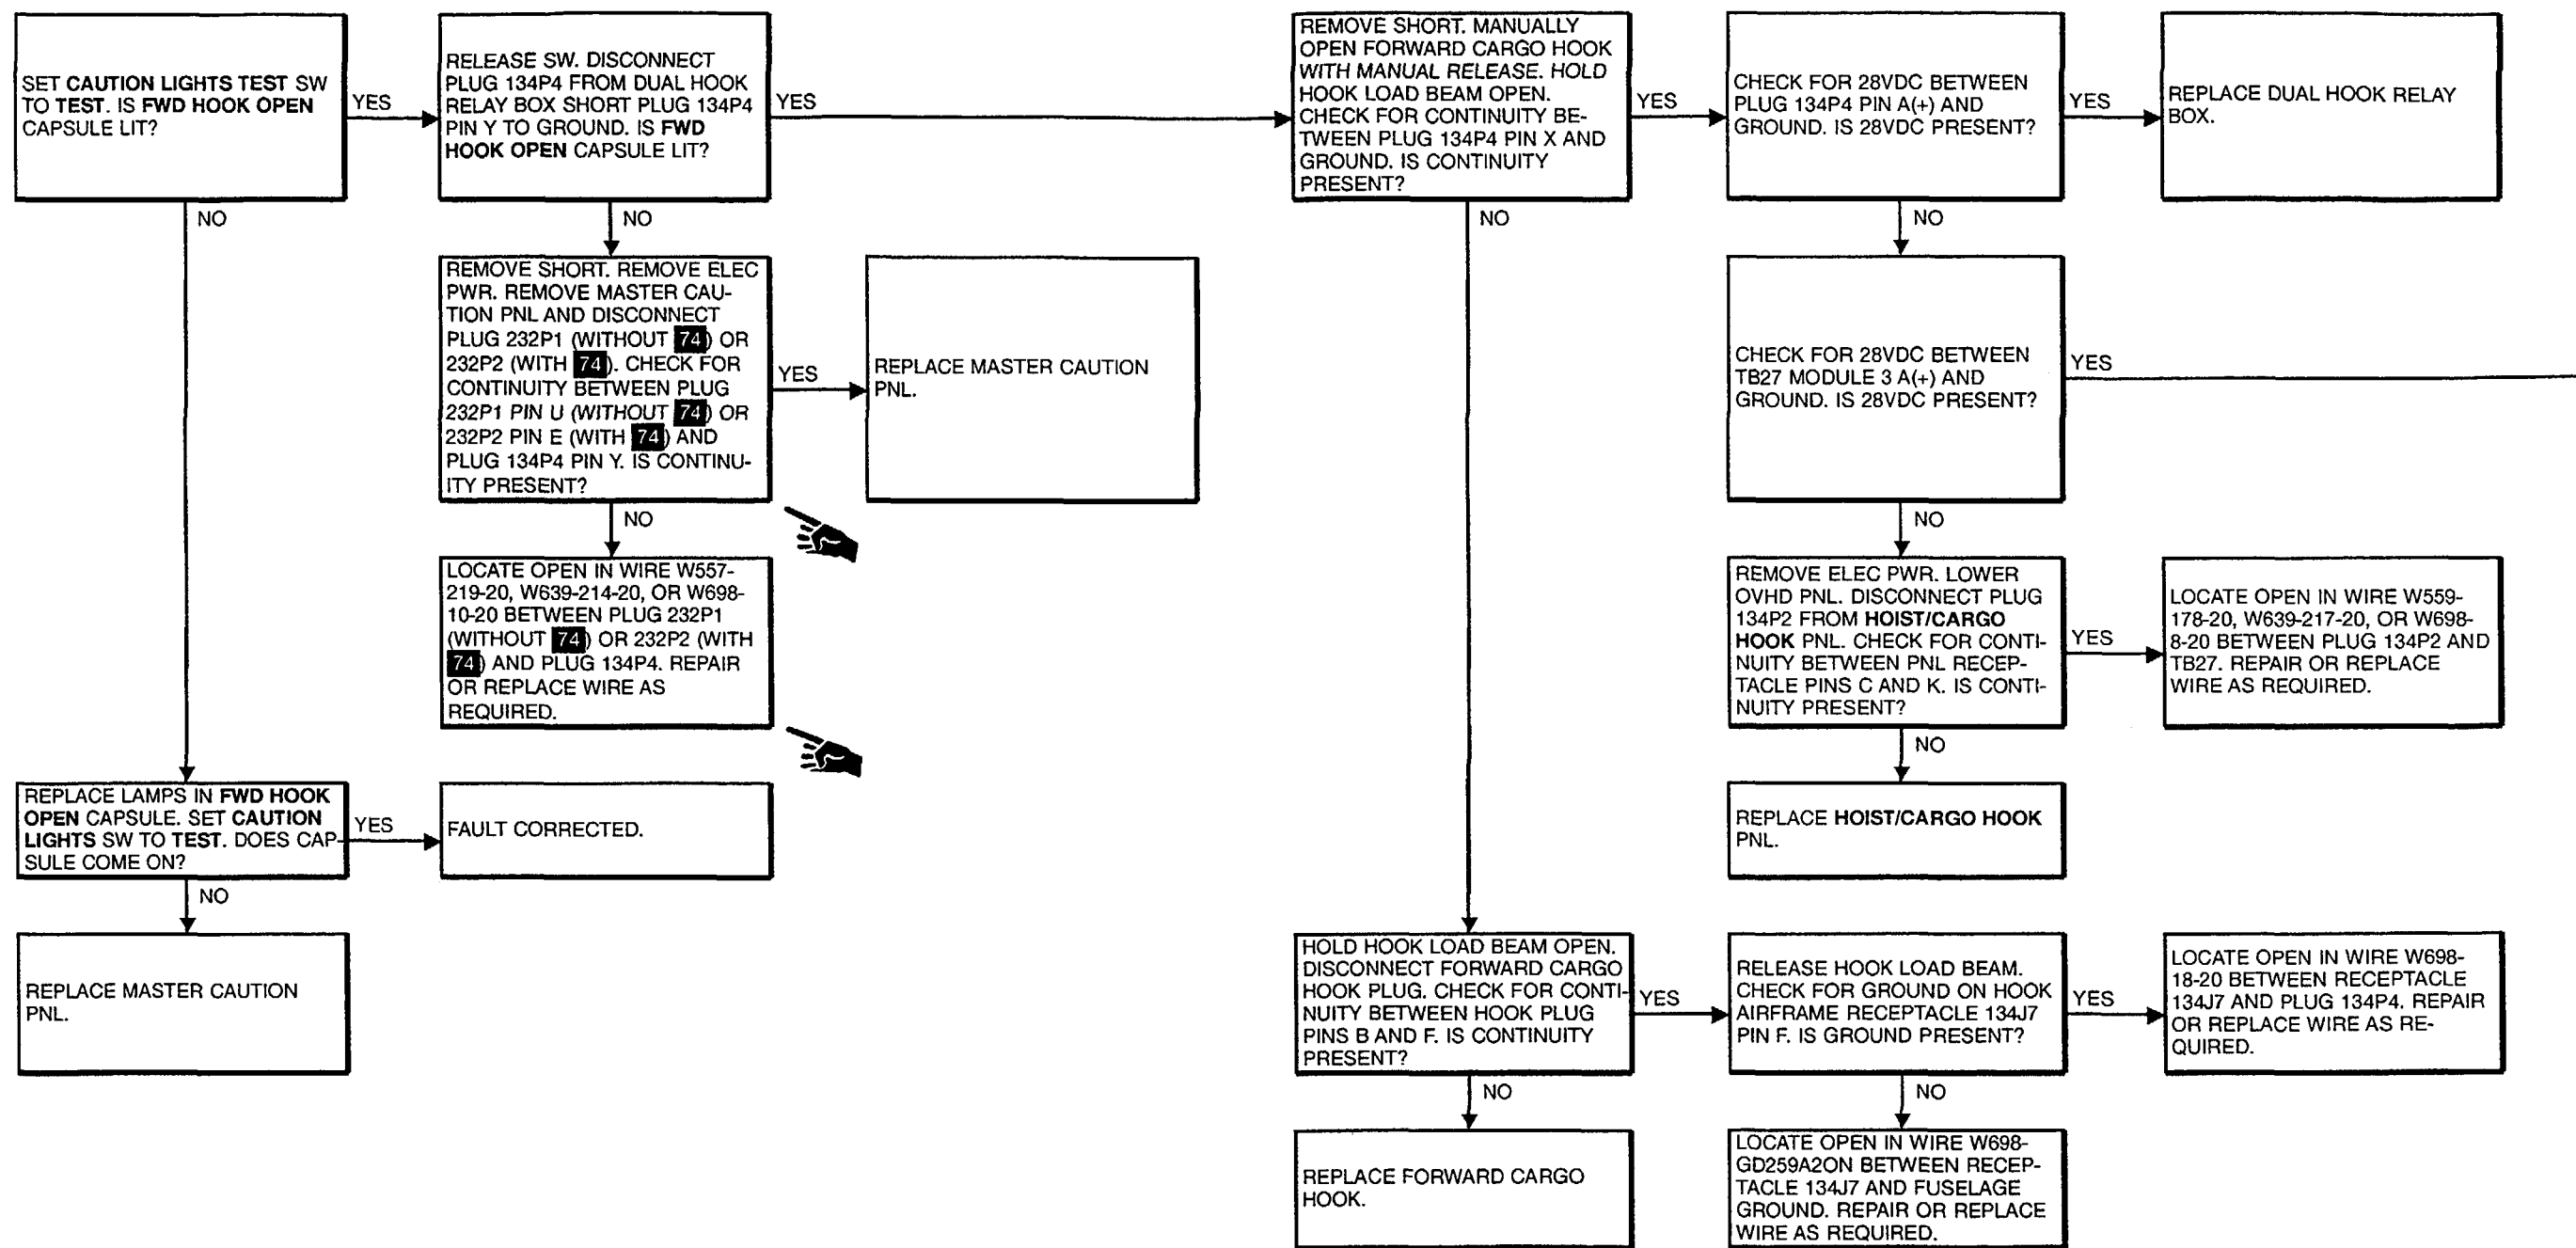 SET CAUTION LIGHTS TEST SW
TO TEST. IS FWD HOOK OPEN
CAPSULE LIT?
YES
NO
RELEASE SW. DISCONNECT
PLUG 134P4 FROM DUAL HOOK
RELAY BOX SHORT PLUG 134P4
PIN Y TO GROUND. IS FWD
HOOK OPEN CAPSULE LIT?
YES
NO
REMOVE SHORT. MANUALLY
OPEN FORWARD CARGO HOOK
WITH MANUAL RELEASE. HOLD
HOOK LOAD BEAM OPEN.
CHECK FOR CONTINUITY BE-
TWEEN PLUG 134P4 PIN X AND
GROUND. IS CONTINUITY
PRESENT?
YES
NO
CHECK FOR 28VDC BETWEEN
PLUG 134P4 PIN A(+) AND
GROUND. IS 28VDC PRESENT?
YES
NO
REPLACE DUAL HOOK RELAY
BOX.
REMOVE SHORT. REMOVE ELEC
PWR. REMOVE MASTER CAU-
TION PNL AND DISCONNECT
PLUG 232P1 (WITHOUT 74) OR
232P2 (WITH 74). CHECK FOR
CONTINUITY BETWEEN PLUG
232P1 PIN U (WITHOUT 74) OR
232P2 PIN E (WITH 74) AND
PLUG 134P4 PIN Y. IS CONTINU-
ITY PRESENT?
YES
NO
REPLACE MASTER CAUTION
PNL.
CHECK FOR 28VDC BETWEEN
TB27 MODULE 3 A(+) AND
GROUND. IS 28VDC PRESENT?
YES
NO
LOCATE OPEN IN WIRE W557-
219-20, W639-214-20, OR W698-
10-20 BETWEEN PLUG 232P1
(WITHOUT 74) OR 232P2 (WITH
74) AND PLUG 134P4. REPAIR
OR REPLACE WIRE AS
REQUIRED.
REMOVE ELEC PWR. LOWER
OVHD PNL. DISCONNECT PLUG
134P2 FROM HOIST/CARGO
HOOK PNL. CHECK FOR CONTI-
NUITY BETWEEN PNL RECEP-
TACLE PINS C AND K. IS CONTI-
NUITY PRESENT?
YES
NO
LOCATE OPEN IN WIRE W559-
178-20, W639-217-20, OR W698-
8-20 BETWEEN PLUG 134P2 AND
TB27. REPAIR OR REPLACE
WIRE AS REQUIRED.
REPLACE LAMPS IN FWD HOOK
OPEN CAPSULE. SET CAUTION
LIGHTS SW TO TEST. DOES CAP-
SULE COME ON?
YES
NO
FAULT CORRECTED.
REPLACE HOIST/CARGO HOOK
PNL.
REPLACE MASTER CAUTION
PNL.
HOLD HOOK LOAD BEAM OPEN.
DISCONNECT FORWARD CARGO
HOOK PLUG. CHECK FOR CONTI-
NUITY BETWEEN HOOK PLUG
PINS B AND F. IS CONTINUITY
PRESENT?
YES
NO
RELEASE HOOK LOAD BEAM.
CHECK FOR GROUND ON HOOK
AIRFRAME RECEPTACLE 134J7
PIN F. IS GROUND PRESENT?
YES
NO
LOCATE OPEN IN WIRE W698-
18-20 BETWEEN RECEPTACLE
134J7 AND PLUG 134P4. REPAIR
OR REPLACE WIRE AS RE-
QUIRED.
REPLACE FORWARD CARGO
HOOK.
LOCATE OPEN IN WIRE W698-
GD259A2ON BETWEEN RECEP-
TACLE 134J7 AND FUSELAGE
GROUND. REPAIR OR REPLACE
WIRE AS REQUIRED.